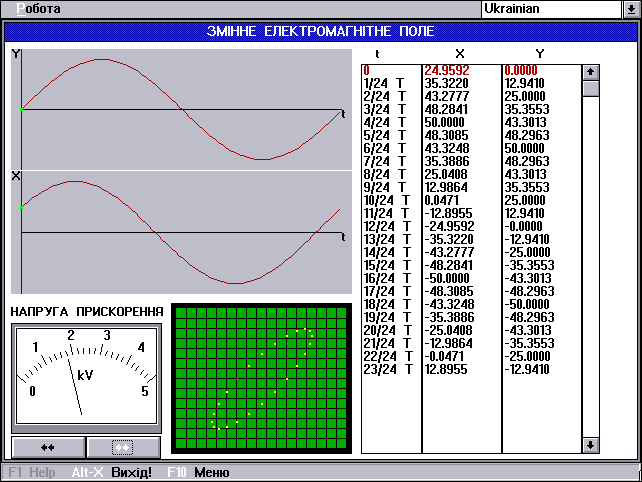 Робота
Ukrainian
ЗМІННЕ ЕЛЕКТРОМАГНІТНЕ ПОЛЕ
Y
t
X
t
t X Y
0 24.9592 0.0000
1/24 T 35.3220 12.9410
2/24 T 43.2777 25.0000
3/24 T 48.2841 35.3553
4/24 T 50.0000 43.3013
5/24 T 48.3085 48.2963
6/24 T 43.3248 50.0000
7/24 T 35.3886 48.2963
8/24 T 25.0408 43.3013
9/24 T 12.9864 35.3553
10/24 T 0.0471 25.0000
11/24 T -12.8955 12.9410
12/24 T -24.9592 -0.0000
13/24 T -35.3220 -12.9410
14/24 T -43.2777 -25.0000
15/24 T -48.2841 -35.3553
16/24 T -50.0000 -43.3013
17/24 T -48.3085 -48.2963
18/24 T -43.3248 -50.0000
19/24 T -35.3886 -48.2963
20/24 T -25.0408 -43.3013
21/24 T -12.9864 -35.3553
22/24 T -0.0471 -25.0000
23/24 T 12.8955 -12.9410
НАПРУГА ПРИСКОРЕННЯ
0 1 2 3 4 5
kV
F1 Help Alt-X Вихід! F10 Меню